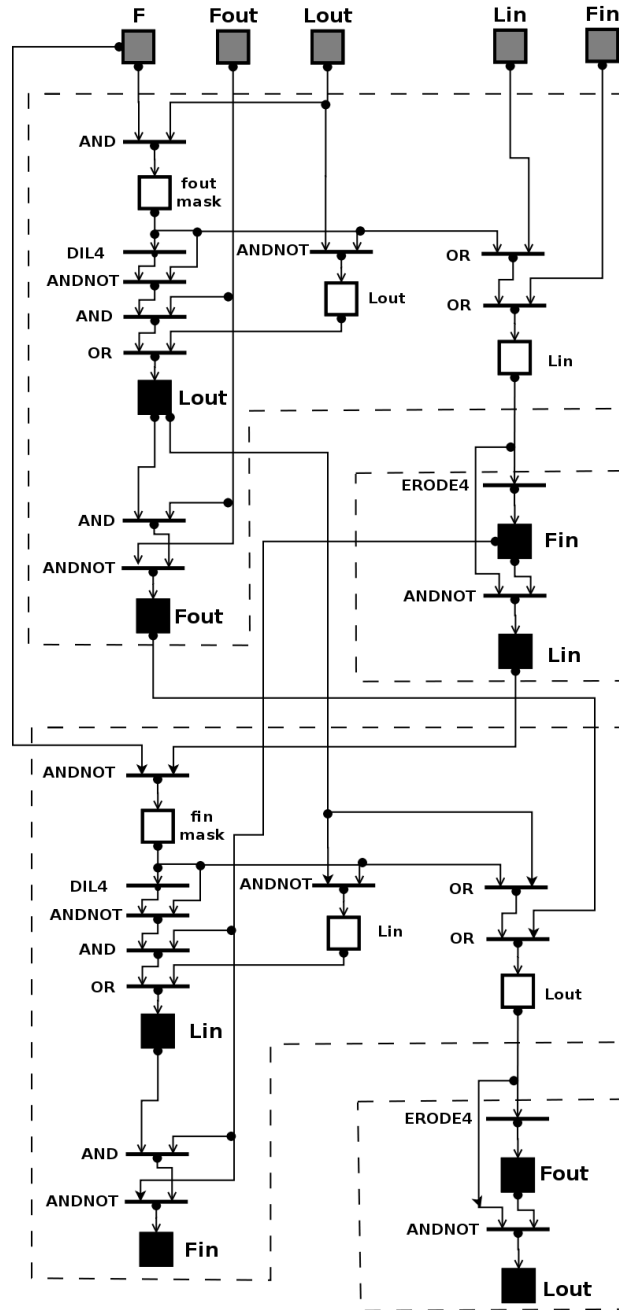 F Fout Lout Lin Fin
AND
fout
mask
DIL4
ANDNOT
OR
ANDNOT
Lout
OR
AND
Lin
OR
Lout
ERODE4
AND
Fin
ANDNOT
ANDNOT
Fout
Lin
ANDNOT
fin
mask
DIL4
ANDNOT
OR
ANDNOT
Lin
OR
AND
OR
Lout
Lin
ERODE4
AND
Fout
ANDNOT
ANDNOT
Fin
Lout